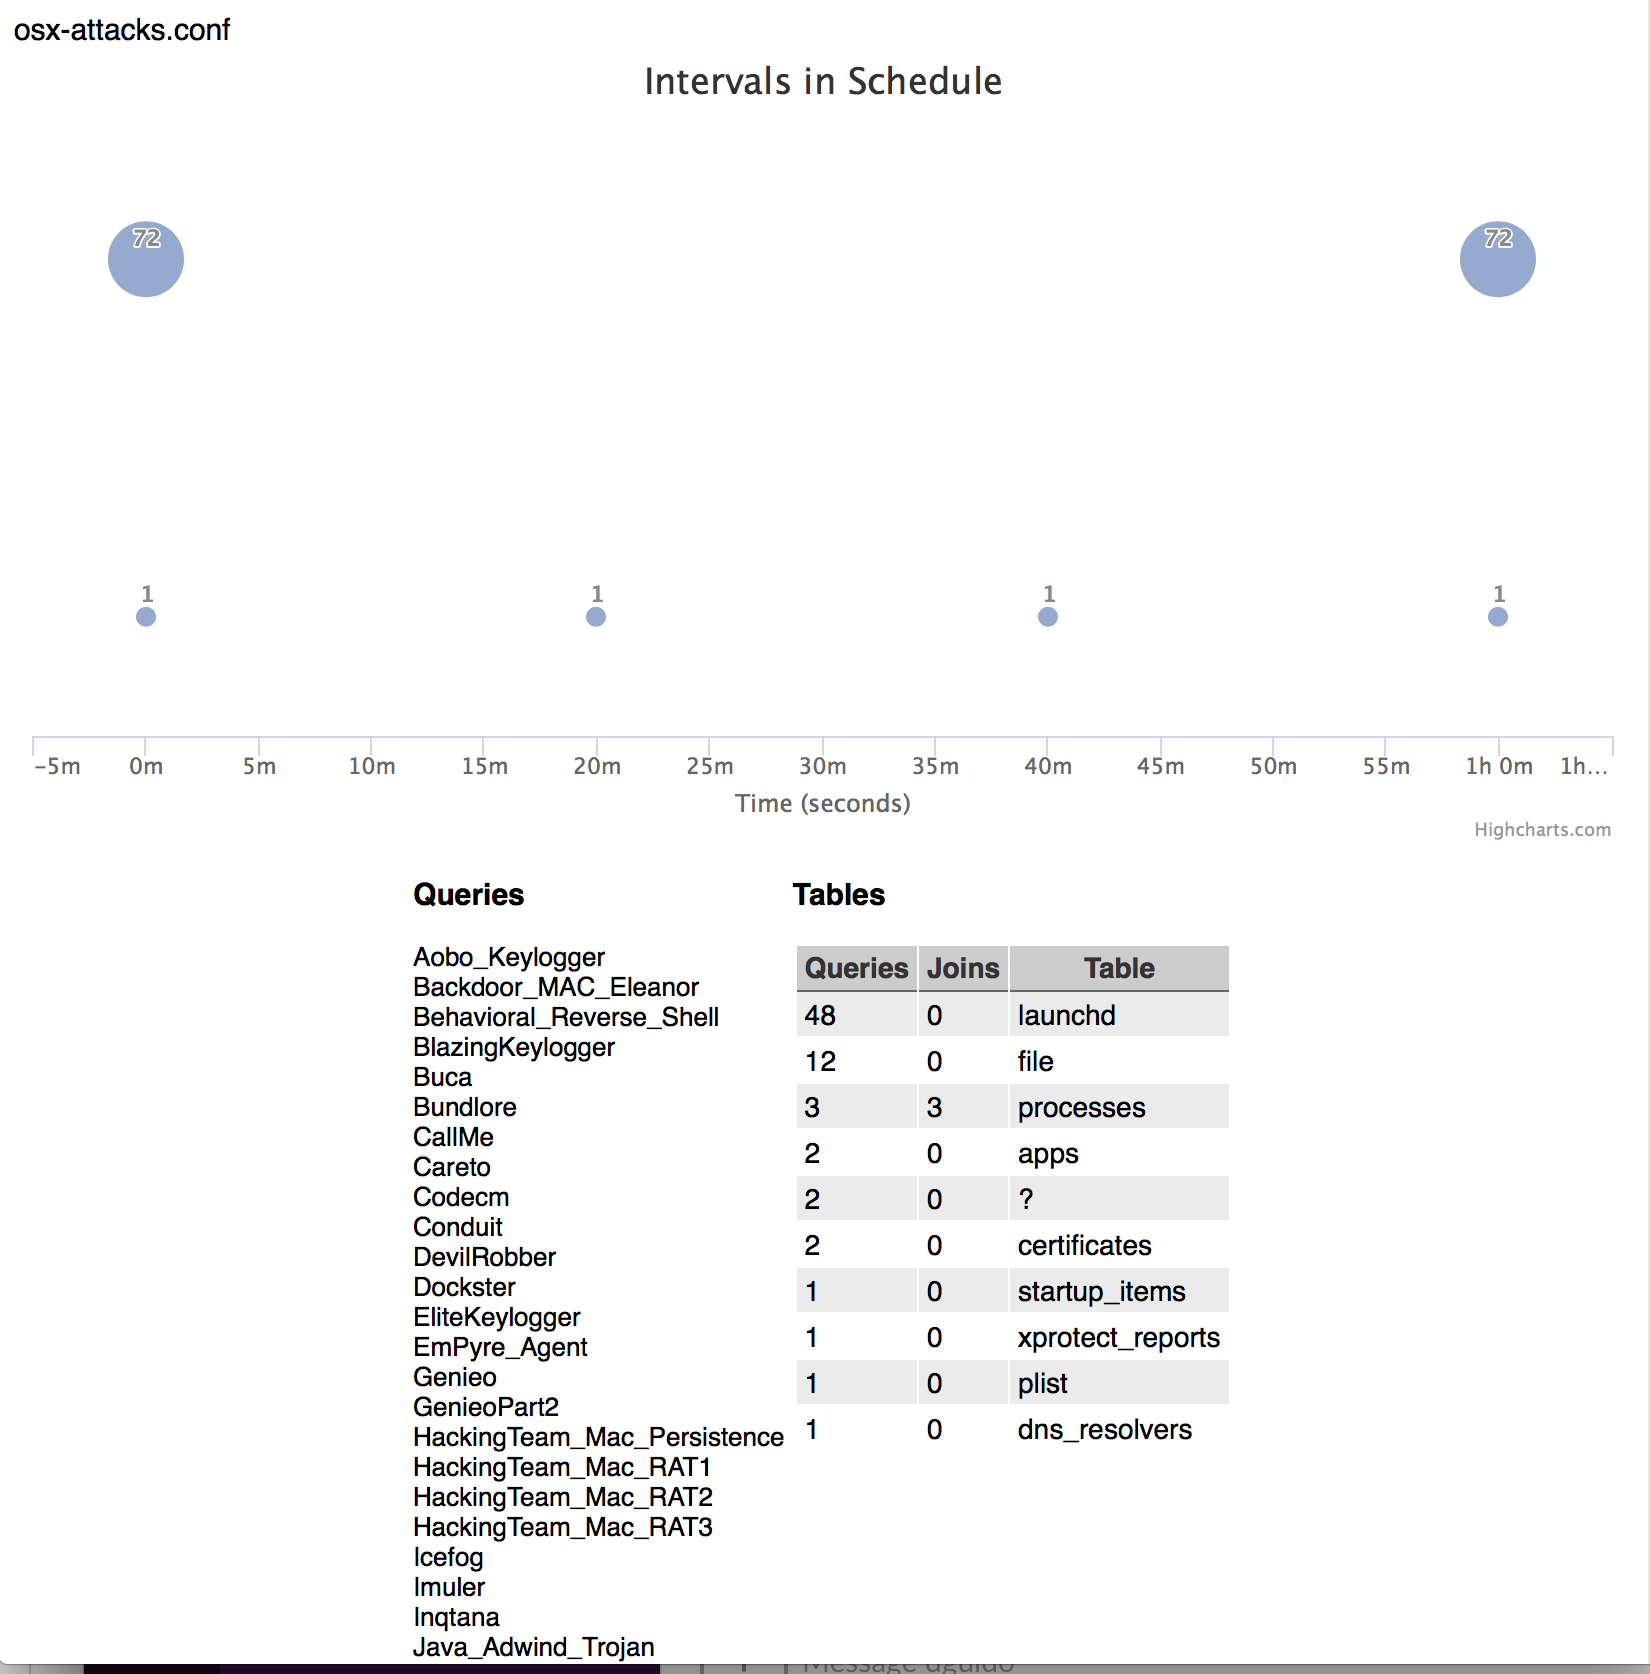 osx-attacks.conf
Intervals in Schedule
72 72
1 1 1 1
-5m 0m 5m 10m 15m 20m 25m 30m 35m 40m 45m 50m 55m 1h 0m 1h...
Time (seconds)
Highcharts.com
Queries
Aobo_Keylogger
Backdoor_MAC_Eleanor
Behavioral_Reverse_Shell
BlazingKeylogger
Buca
Bundlore
CallMe
Careto
Codecm
Conduit
DevilRobber
Dockster
EliteKeylogger
EmPyre_Agent
Genieo
GenieoPart2
HackingTeam_Mac_Persistence
HackingTeam_Mac_RAT1
HackingTeam_Mac_RAT2
HackingTeam_Mac_RAT3
Icefog
Imuler
Inqtana
Java_Adwind_Trojan
Tables
Queries Joins Table
48 0 launchd
12 0 file
3 3 processes
2 0 apps
2 0 ?
2 0 certificates
1 0 startup_items
1 0 xprotect_reports
1 0 plist
1 0 dns_resolvers
Message dguido